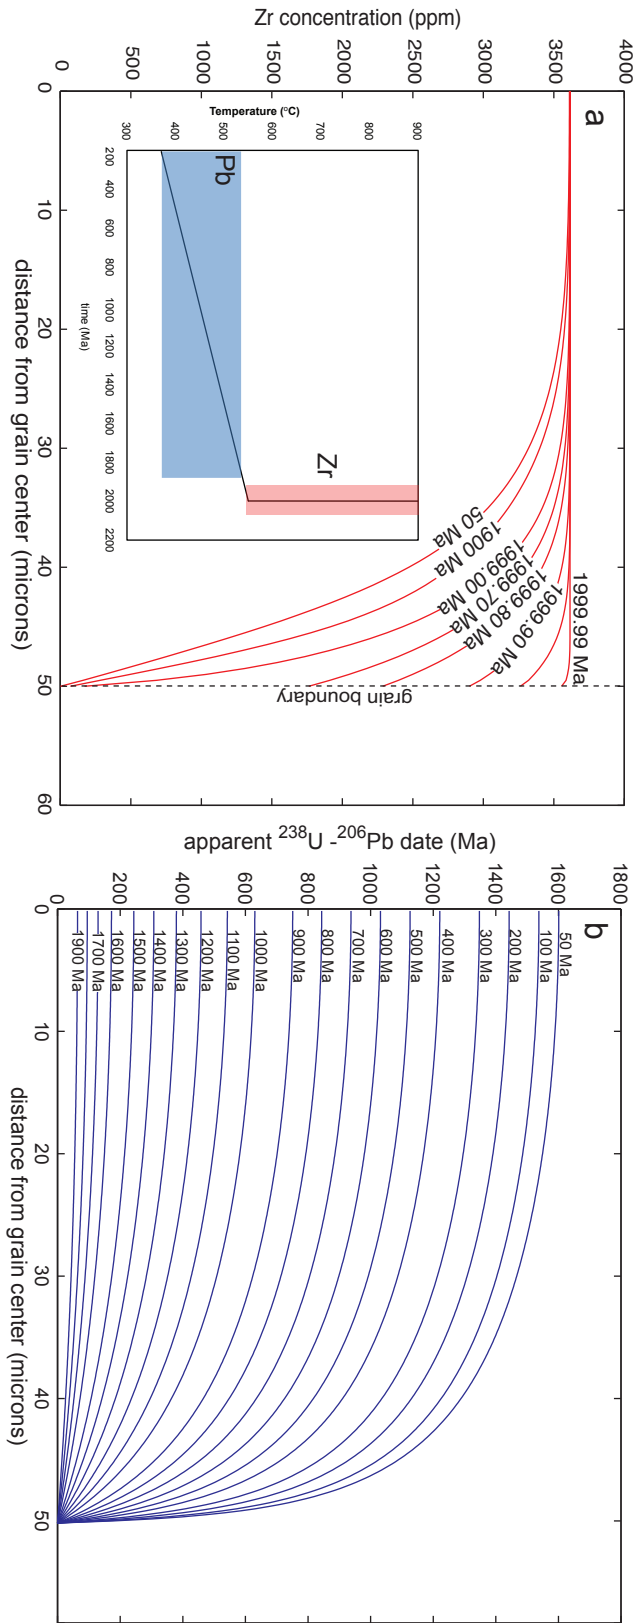 a
Zr concentration (ppm)
4000
3500
3000
2500
2000
1500
1000
500
0
0 10 20 30 40 50 60
distance from grain center (microns)
1999.99 Ma
1999.90 Ma
1999.80 Ma
1999.70 Ma
1999.00 Ma
1900 Ma
50 Ma
grain boundary
Temperature (°C)
900
800
700
600
500
400
300
200 400 600 800 1000 1200 1400 1600 1800 2000 2200
time (Ma)
Pb
Zr
b
apparent 238U -206Pb date (Ma)
1800
1600
1400
1200
1000
800
600
400
200
0
0 10 20 30 40 50
distance from grain center (microns)
50 Ma
100 Ma
200 Ma
300 Ma
400 Ma
500 Ma
600 Ma
700 Ma
800 Ma
900 Ma
1000 Ma
1100 Ma
1200 Ma
1300 Ma
1400 Ma
1500 Ma
1600 Ma
1700 Ma
1900 Ma